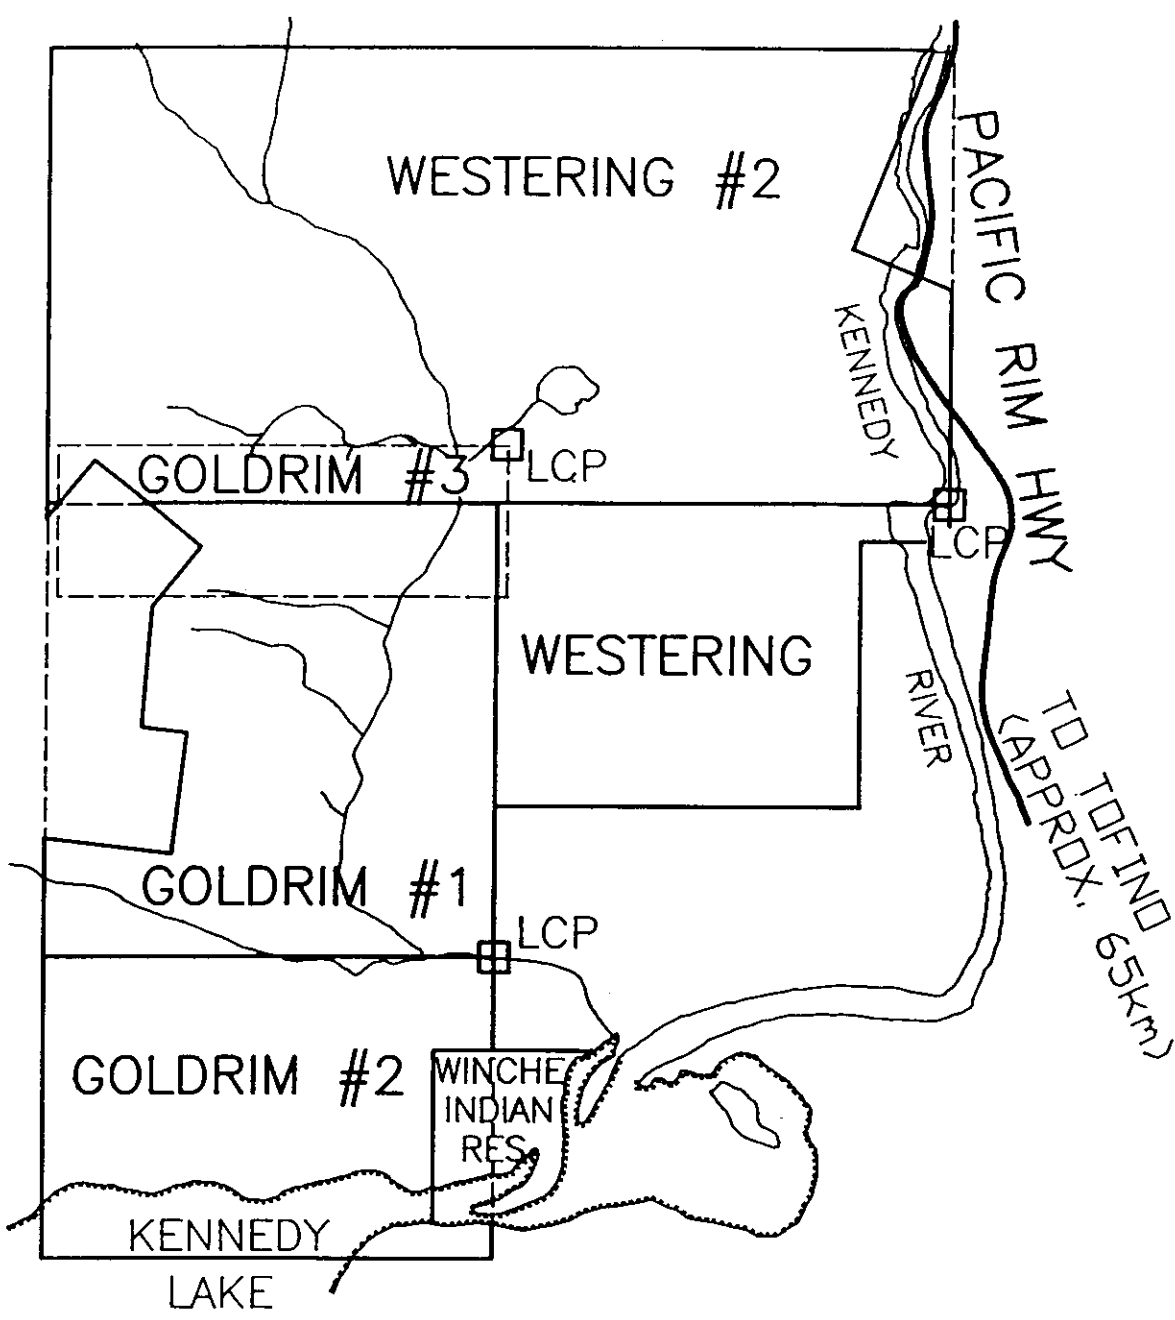 WESTERING #2
PACIFIC RIM HWY
KENNEDY
GOLDRIM #3
LCP
LCP
WESTERING
RIVER
TO TOFINO
(APPROX. 65km)
GOLDRIM #1
LCP
GOLDRIM #2
WINCHE
INDIAN
RES.
KENNEDY
LAKE